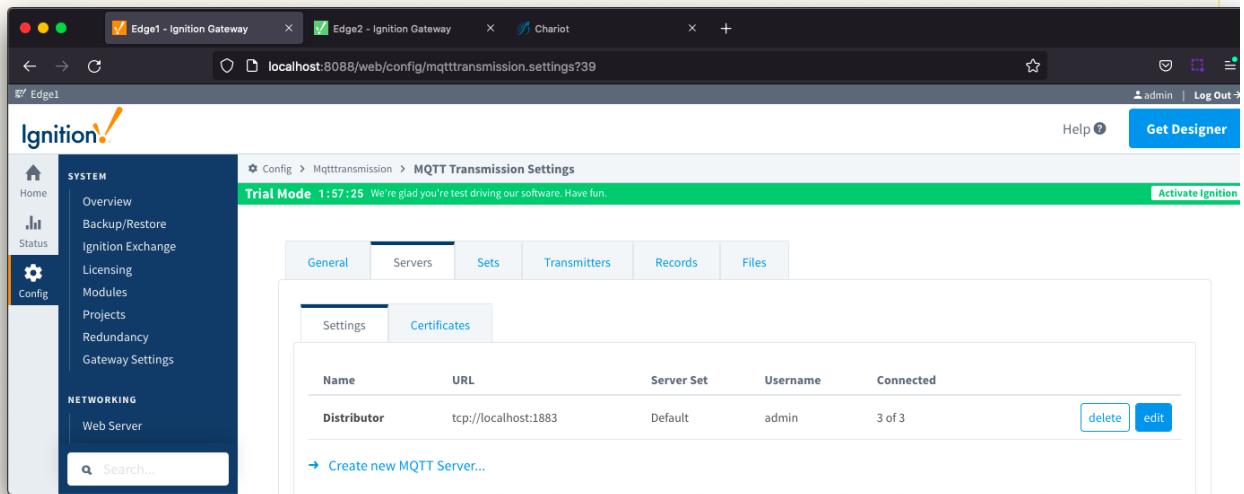 Edge1 - Ignition Gateway Edge2 - Ignition Gateway Chariot
localhost:8088/web/config/mqtttransmission.settings?39
Edge1 admin | Log Out
Ignition! Help Get Designer
Config > Mqtttransmission > MQTT Transmission Settings
Trial Mode 1:57:25 We're glad you're test driving our software. Have fun. Activate Ignition
Home
Status
Config
SYSTEM
Overview
Backup/Restore
Ignition Exchange
Licensing
Modules
Projects
Redundancy
Gateway Settings
NETWORKING
Web Server
Search...
General Servers Sets Transmitters Records Files
Settings Certificates
Name URL Server Set Username Connected
Distributor tcp://localhost:1883 Default admin 3 of 3 delete edit
→ Create new MQTT Server...